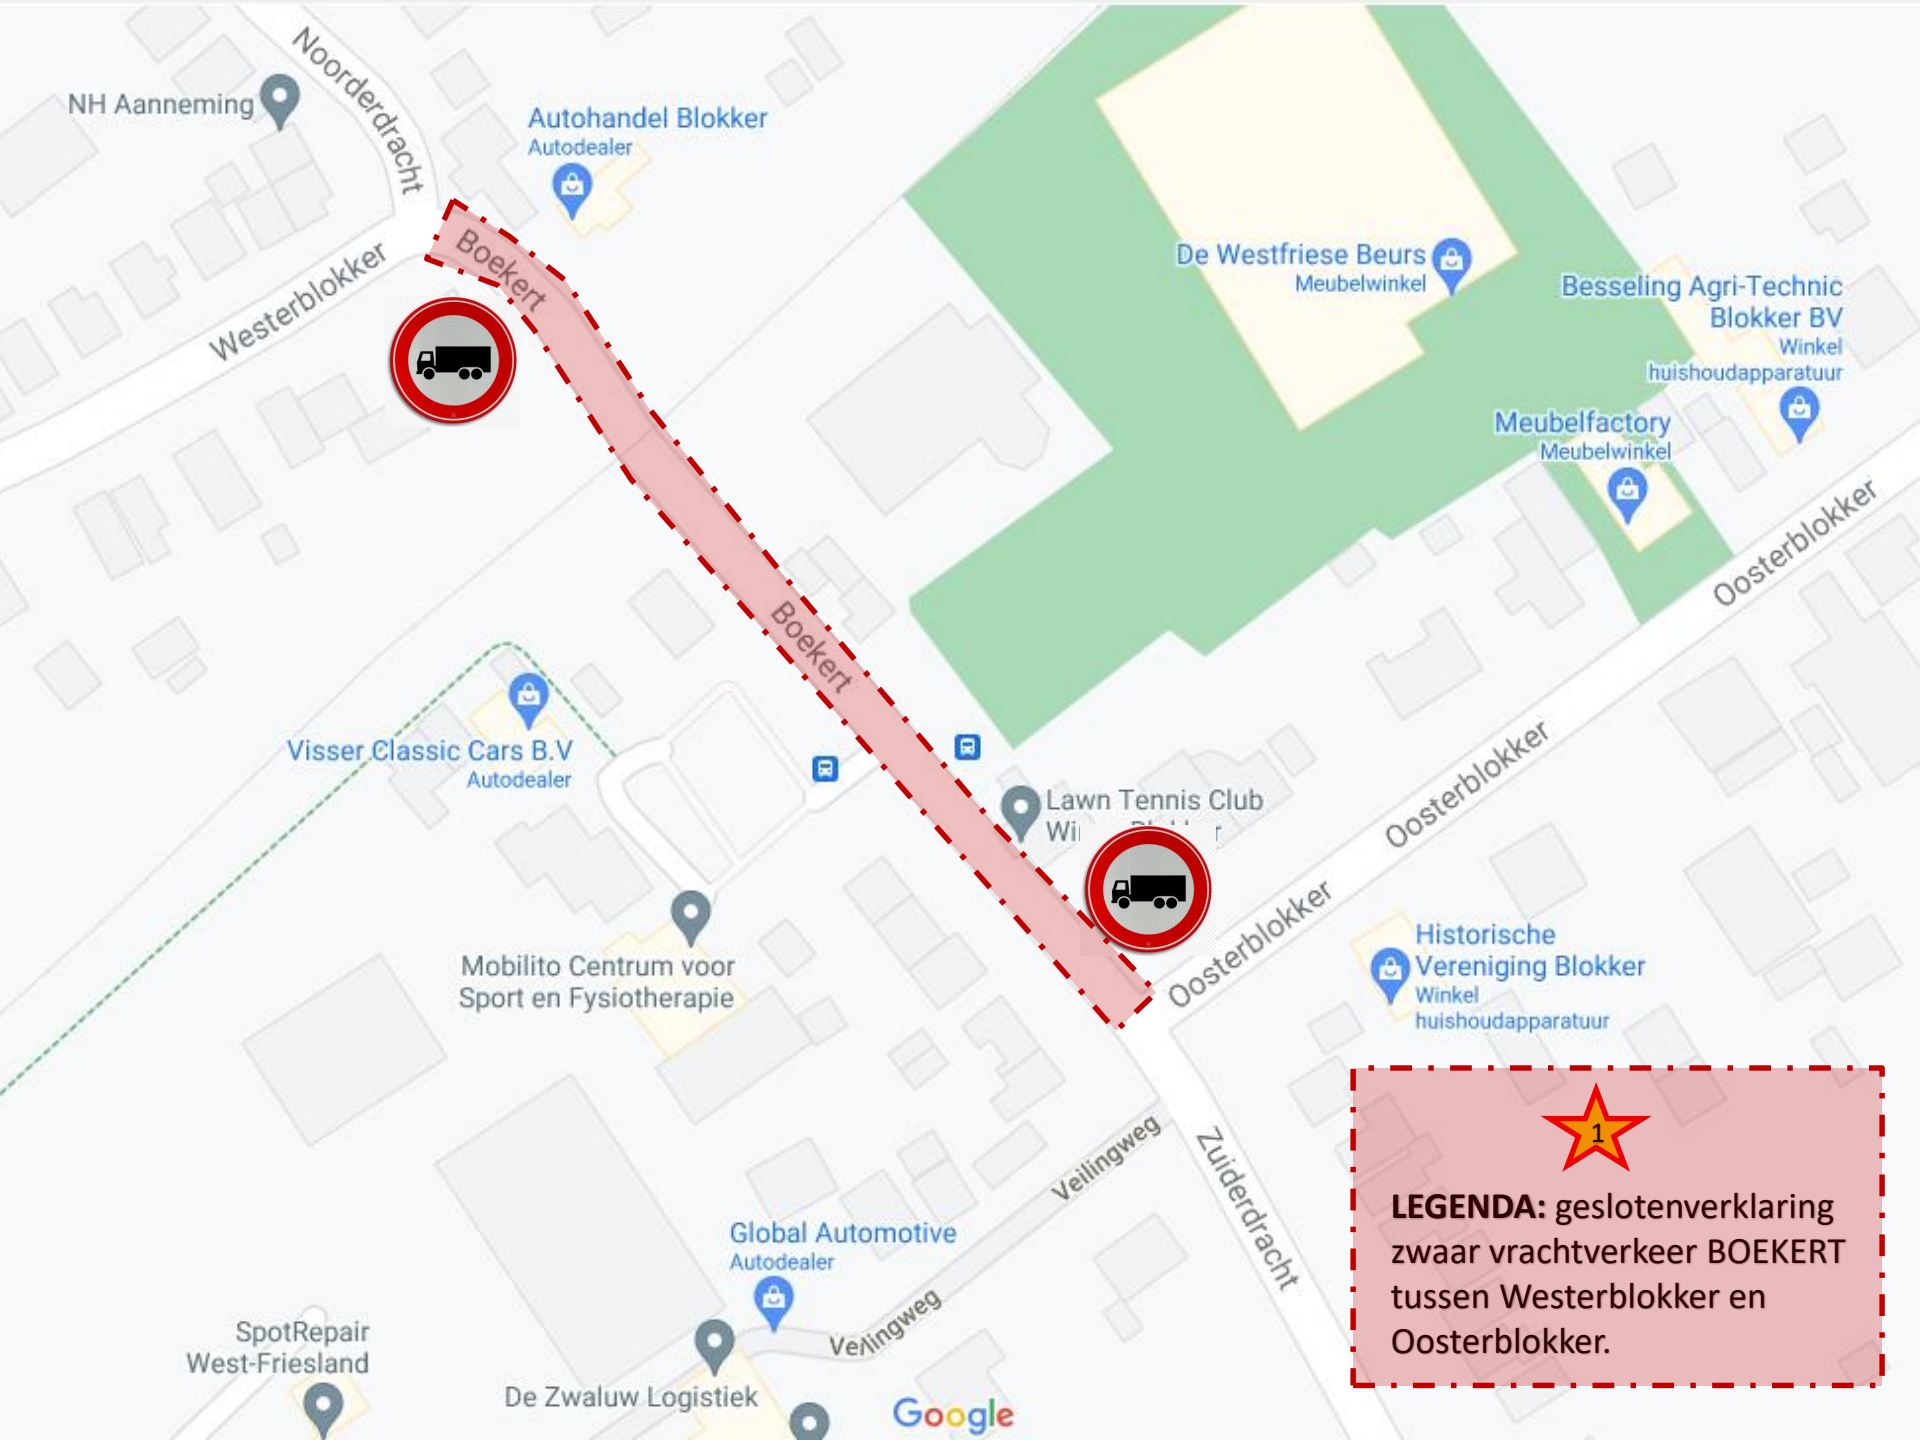 Noorderdracht
NH Aanneming
Autohandel Blokker
Autodealer
Boekert
Westerblokker
De Westfriese Beurs
Meubelwinkel
Besseling Agri-Technic
Blokker BV
Winkel
huishoudapparatuur
Meubelfactory
Meubelwinkel
Oosterblokker
Boekert
Visser Classic Cars B.V
Autodealer
Oosterblokker
Lawn Tennis Club
Oosterblokker
Historische
Vereniging Blokker
Winkel
huishoudapparatuur
Mobilito Centrum voor
Sport en Fysiotherapie
Veilingweg
Zuiderdracht
1
LEGENDA: geslotenverklaring
zwaar vrachtverkeer BOEKERT
tussen Westerblokker en
Oosterblokker.
Global Automotive
Autodealer
Veilingweg
SpotRepair
West-Friesland
De Zwaluw Logistiek
Google